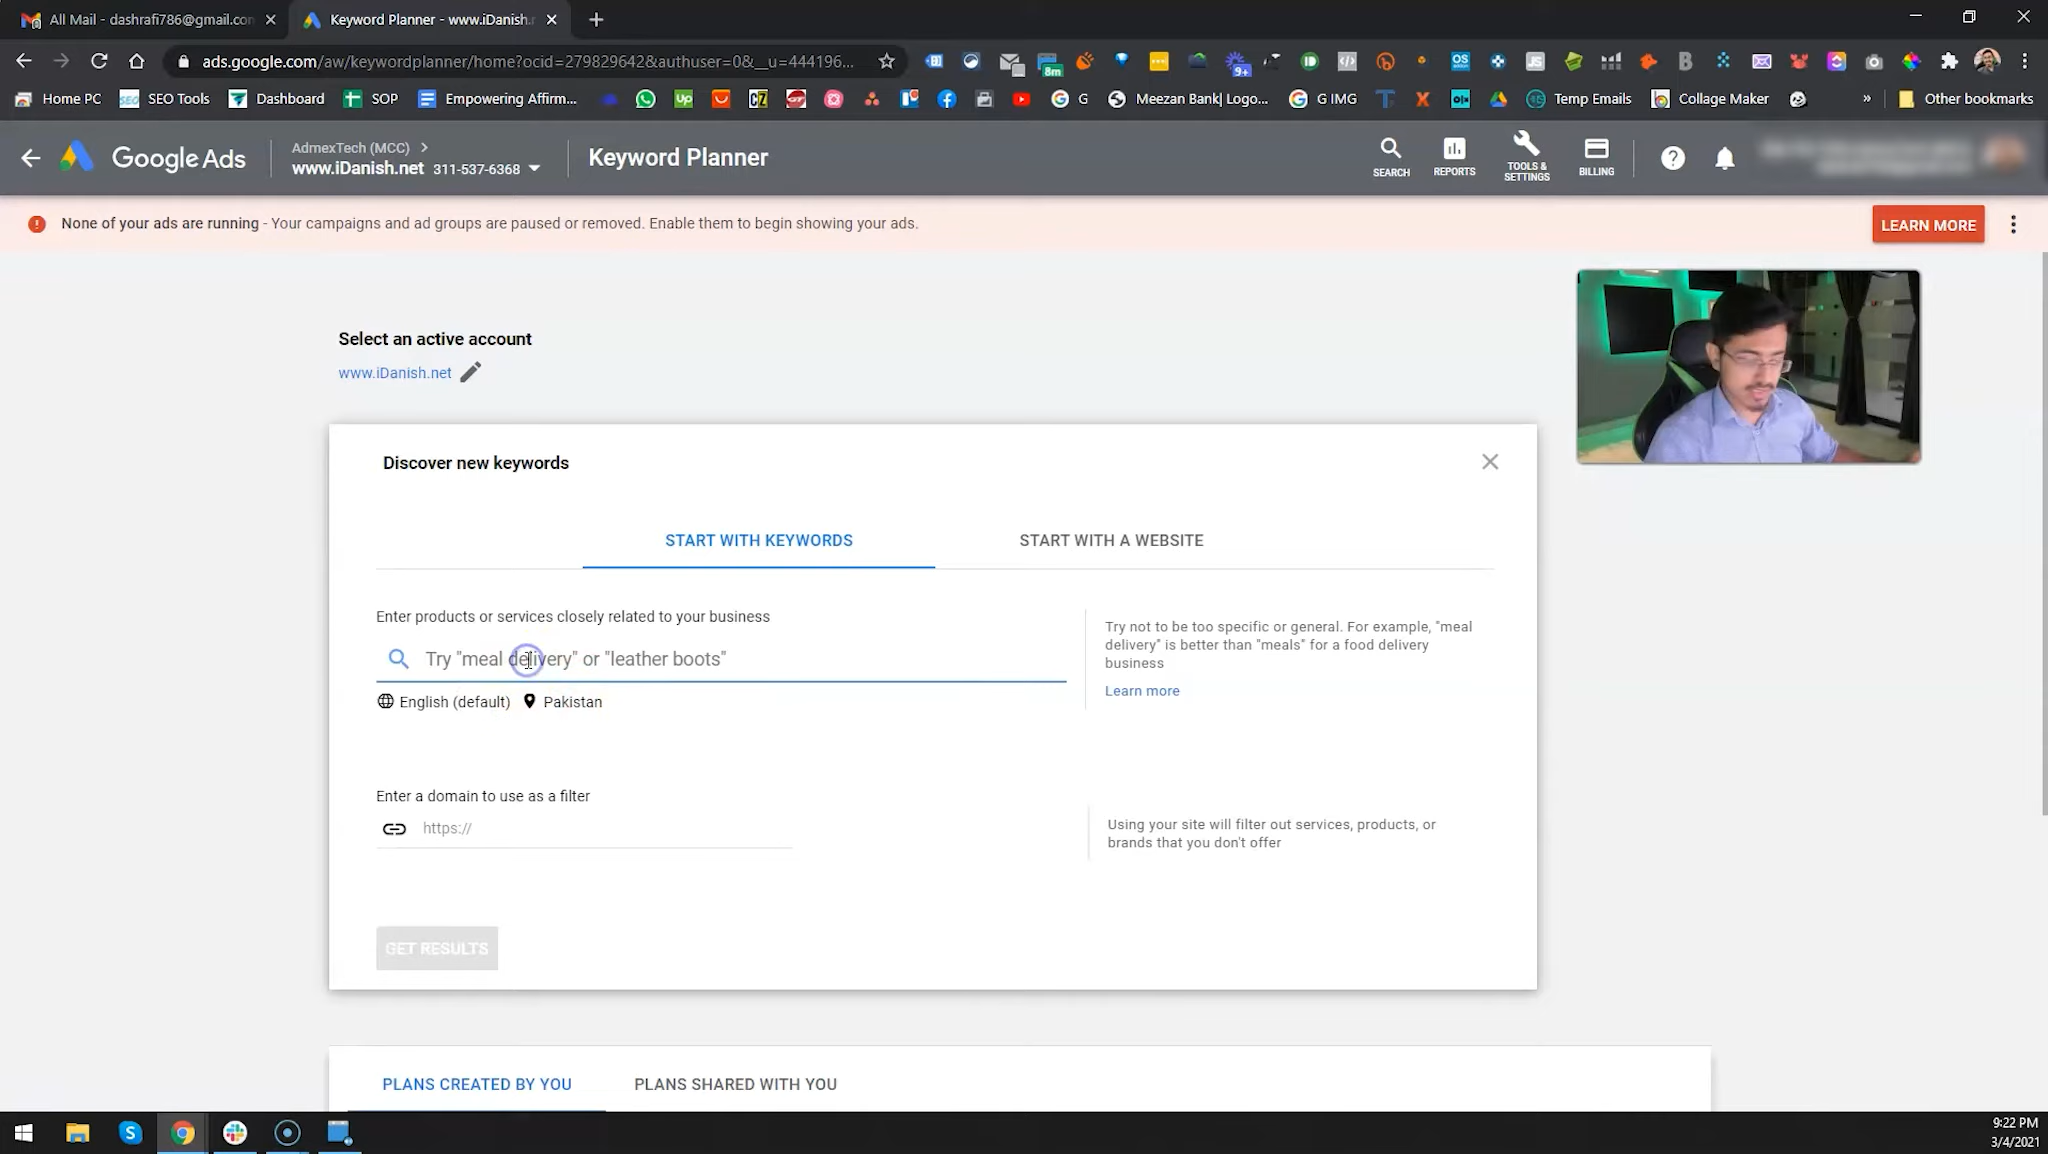 All Mail - dashrafi786@gmail.con
Keyword Planner - www.iDanish.r
ads.google.com/aw/keywordplanner/home?ocid=279829642&authuser=0&__u=444196...
8m
9+
OS
JS
B
Home PC
SEO Tools
Dashboard
SOP
Empowering Affirm...
Up
G
Meezan Bank| Logo...
G IMG
Temp Emails
Collage Maker
»
Other bookmarks
Google Ads
AdmexTech (MCC)
www.iDanish.net 311-537-6368
Keyword Planner
SEARCH
REPORTS
TOOLS & SETTINGS
BILLING
None of your ads are running - Your campaigns and ad groups are paused or removed. Enable them to begin showing your ads.
LEARN MORE
Select an active account
www.iDanish.net
Discover new keywords
START WITH KEYWORDS
START WITH A WEBSITE
Enter products or services closely related to your business
Try "meal delivery" or "leather boots"
English (default)
Pakistan
Try not to be too specific or general. For example, "meal
delivery" is better than "meals" for a food delivery
business
Learn more
Enter a domain to use as a filter
https://
Using your site will filter out services, products, or
brands that you don't offer
GET RESULTS
PLANS CREATED BY YOU
PLANS SHARED WITH YOU
9:22 PM
3/4/2021